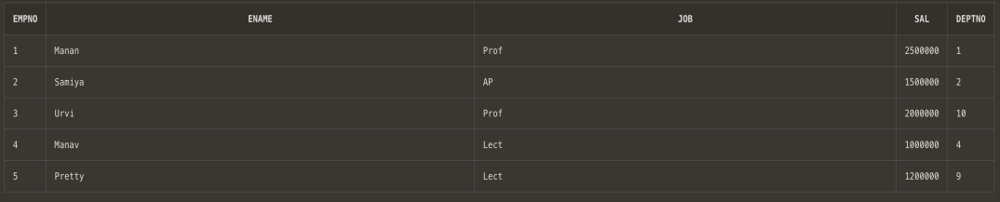 EMPNO ENAME JOB SAL DEPTNO
1 Manan Prof 2500000 1
2 Samiya AP 1500000 2
3 Urvi Prof 2000000 10
4 Manav Lect 1000000 4
5 Pretty Lect 1200000 9